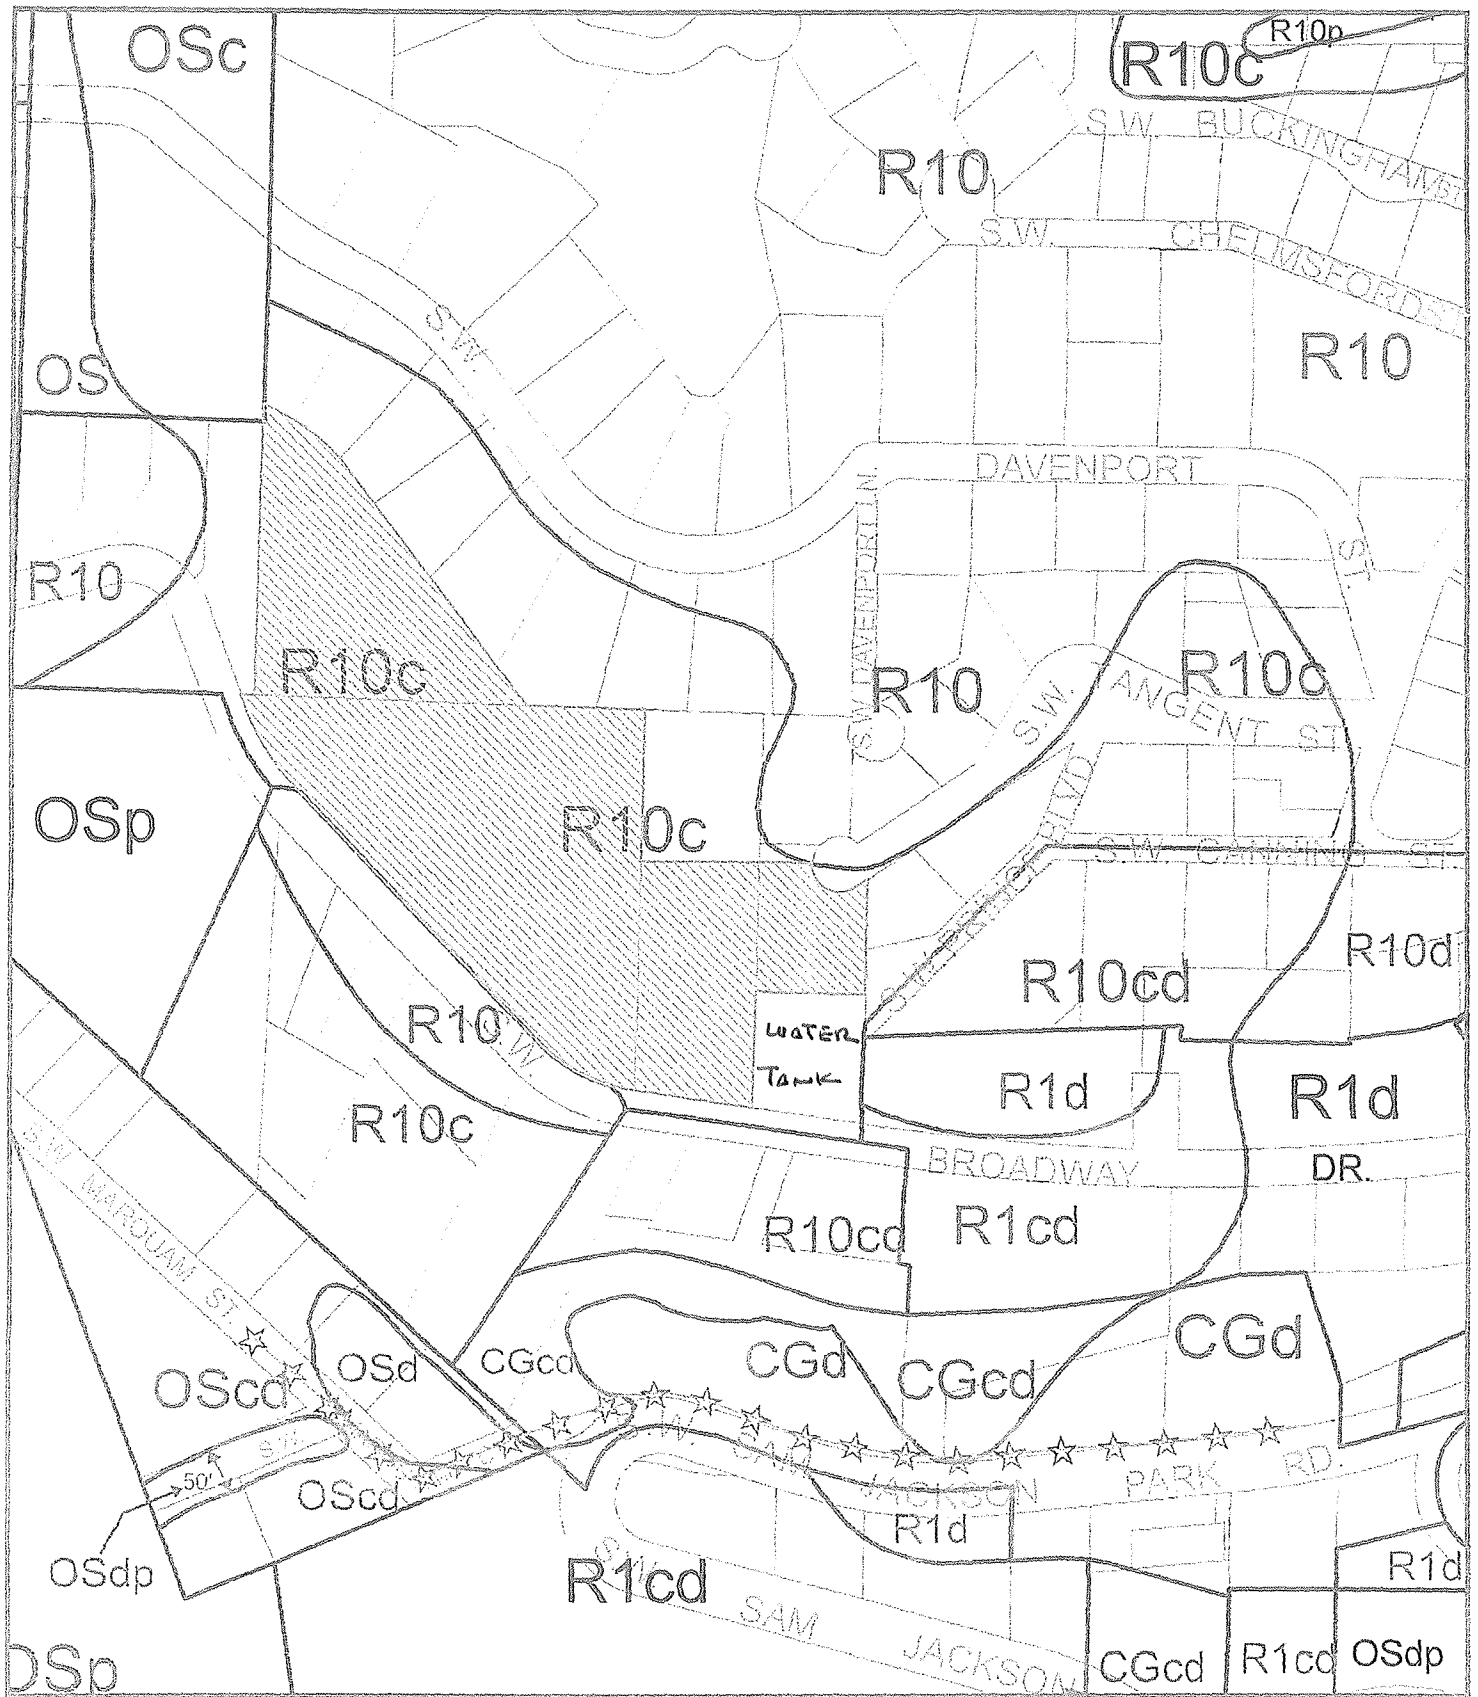 OSc
R10p
R10c
S.W. BUCKINGHAM ST.
R10
S.W. CHELMSFORD ST.
S.W.
R10
OS
DAVENPORT
ST.
S.W. DAVENPORT LN.
R10
R10c
R10
R10c
S.W. TANGENT ST.
OSp
R10c
S.W. CANNING ST.
R10d
R10cd
R10
S.W.
WATER
TANK
R1d
R1d
R10c
BROADWAY
DR.
S.W. MARQUAM ST.
R10cd
R1cd
CGd
CGd
OSd
CGcd
CGcd
OScd
S.W.
50'
OScd
S.W. SAM JACKSON PARK RD.
R1d
OSdp
R1cd
R1d
S.W.
SAM
JACKSON
CGcd
R1cd
OSdp
OSp